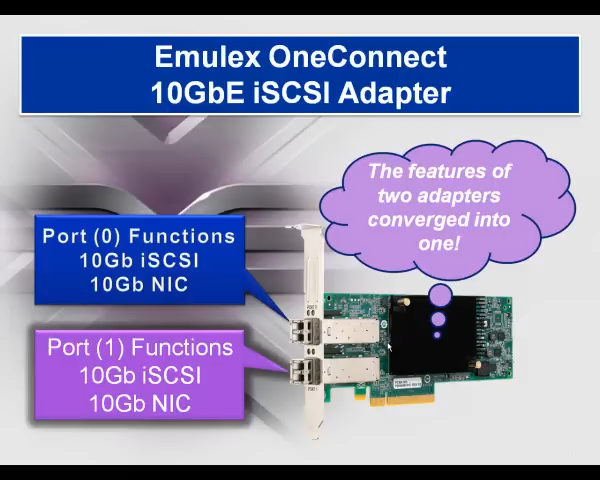 Emulex OneConnect
10GbE iSCSI Adapter
The features of
two adapters
converged into
one!
Port (0) Functions
10Gb iSCSI
10Gb NIC
Port (1) Functions
10Gb iSCSI
10Gb NIC